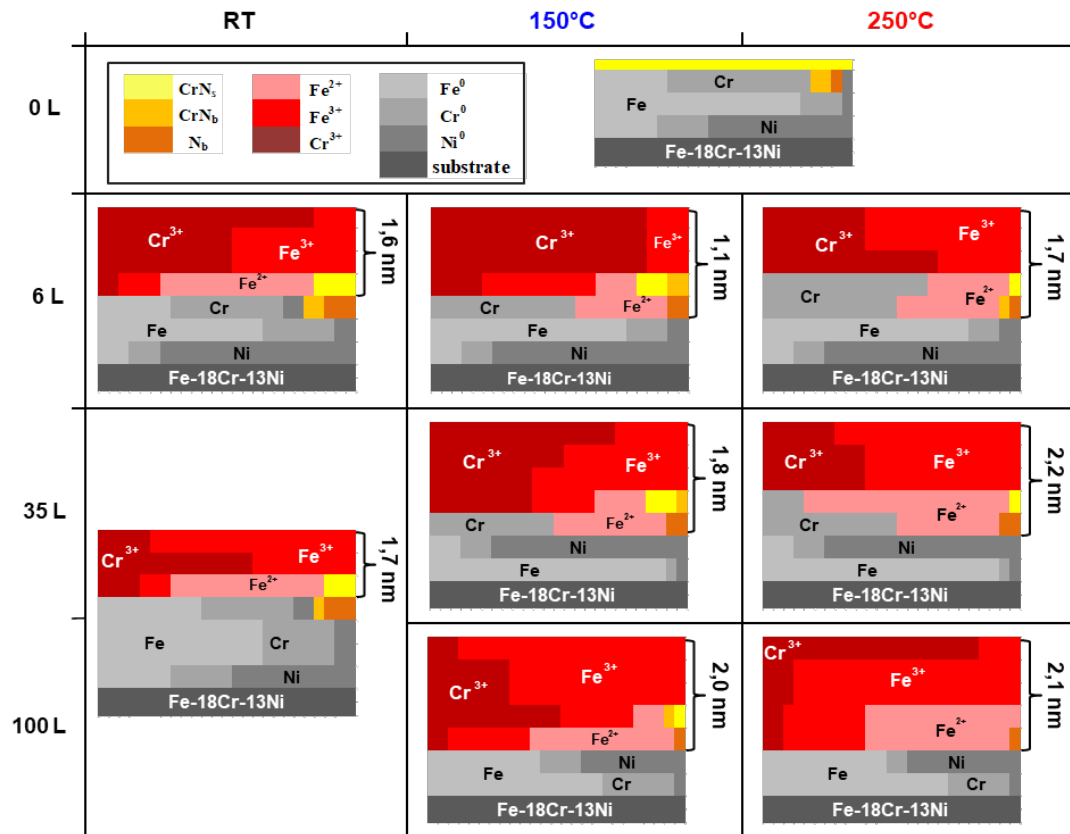 RT 150°C 250°C
0 L
CrNₛ Fe²⁺ Fe⁰
CrN_b Fe³⁺ Cr⁰
N_b Cr³⁺ Ni⁰
substrate
Cr
Fe
Ni
Fe-18Cr-13Ni
6 L
Cr³⁺ Fe³⁺
Fe²⁺
Cr
Fe
Ni
Fe-18Cr-13Ni
1,6 nm
Cr³⁺ Fe³⁺
Fe²⁺
Cr
Fe
Ni
Fe-18Cr-13Ni
1,1 nm
Cr³⁺ Fe³⁺
Cr Fe²⁺
Fe
Ni
Fe-18Cr-13Ni
1,7 nm
35 L
100 L
Cr³⁺ Fe³⁺
Fe²⁺
Fe Cr
Ni
Fe-18Cr-13Ni
1,7 nm
Cr³⁺ Fe³⁺
Cr Fe²⁺
Ni
Fe
Fe-18Cr-13Ni
1,8 nm
Cr³⁺ Fe³⁺
Fe²⁺
Cr
Ni
Fe
Fe-18Cr-13Ni
2,2 nm
Fe³⁺
Cr³⁺
Fe²⁺
Fe Ni
Cr
Fe-18Cr-13Ni
2,0 nm
Cr³⁺
Fe³⁺
Fe²⁺
Fe Ni
Cr
Fe-18Cr-13Ni
2,1 nm